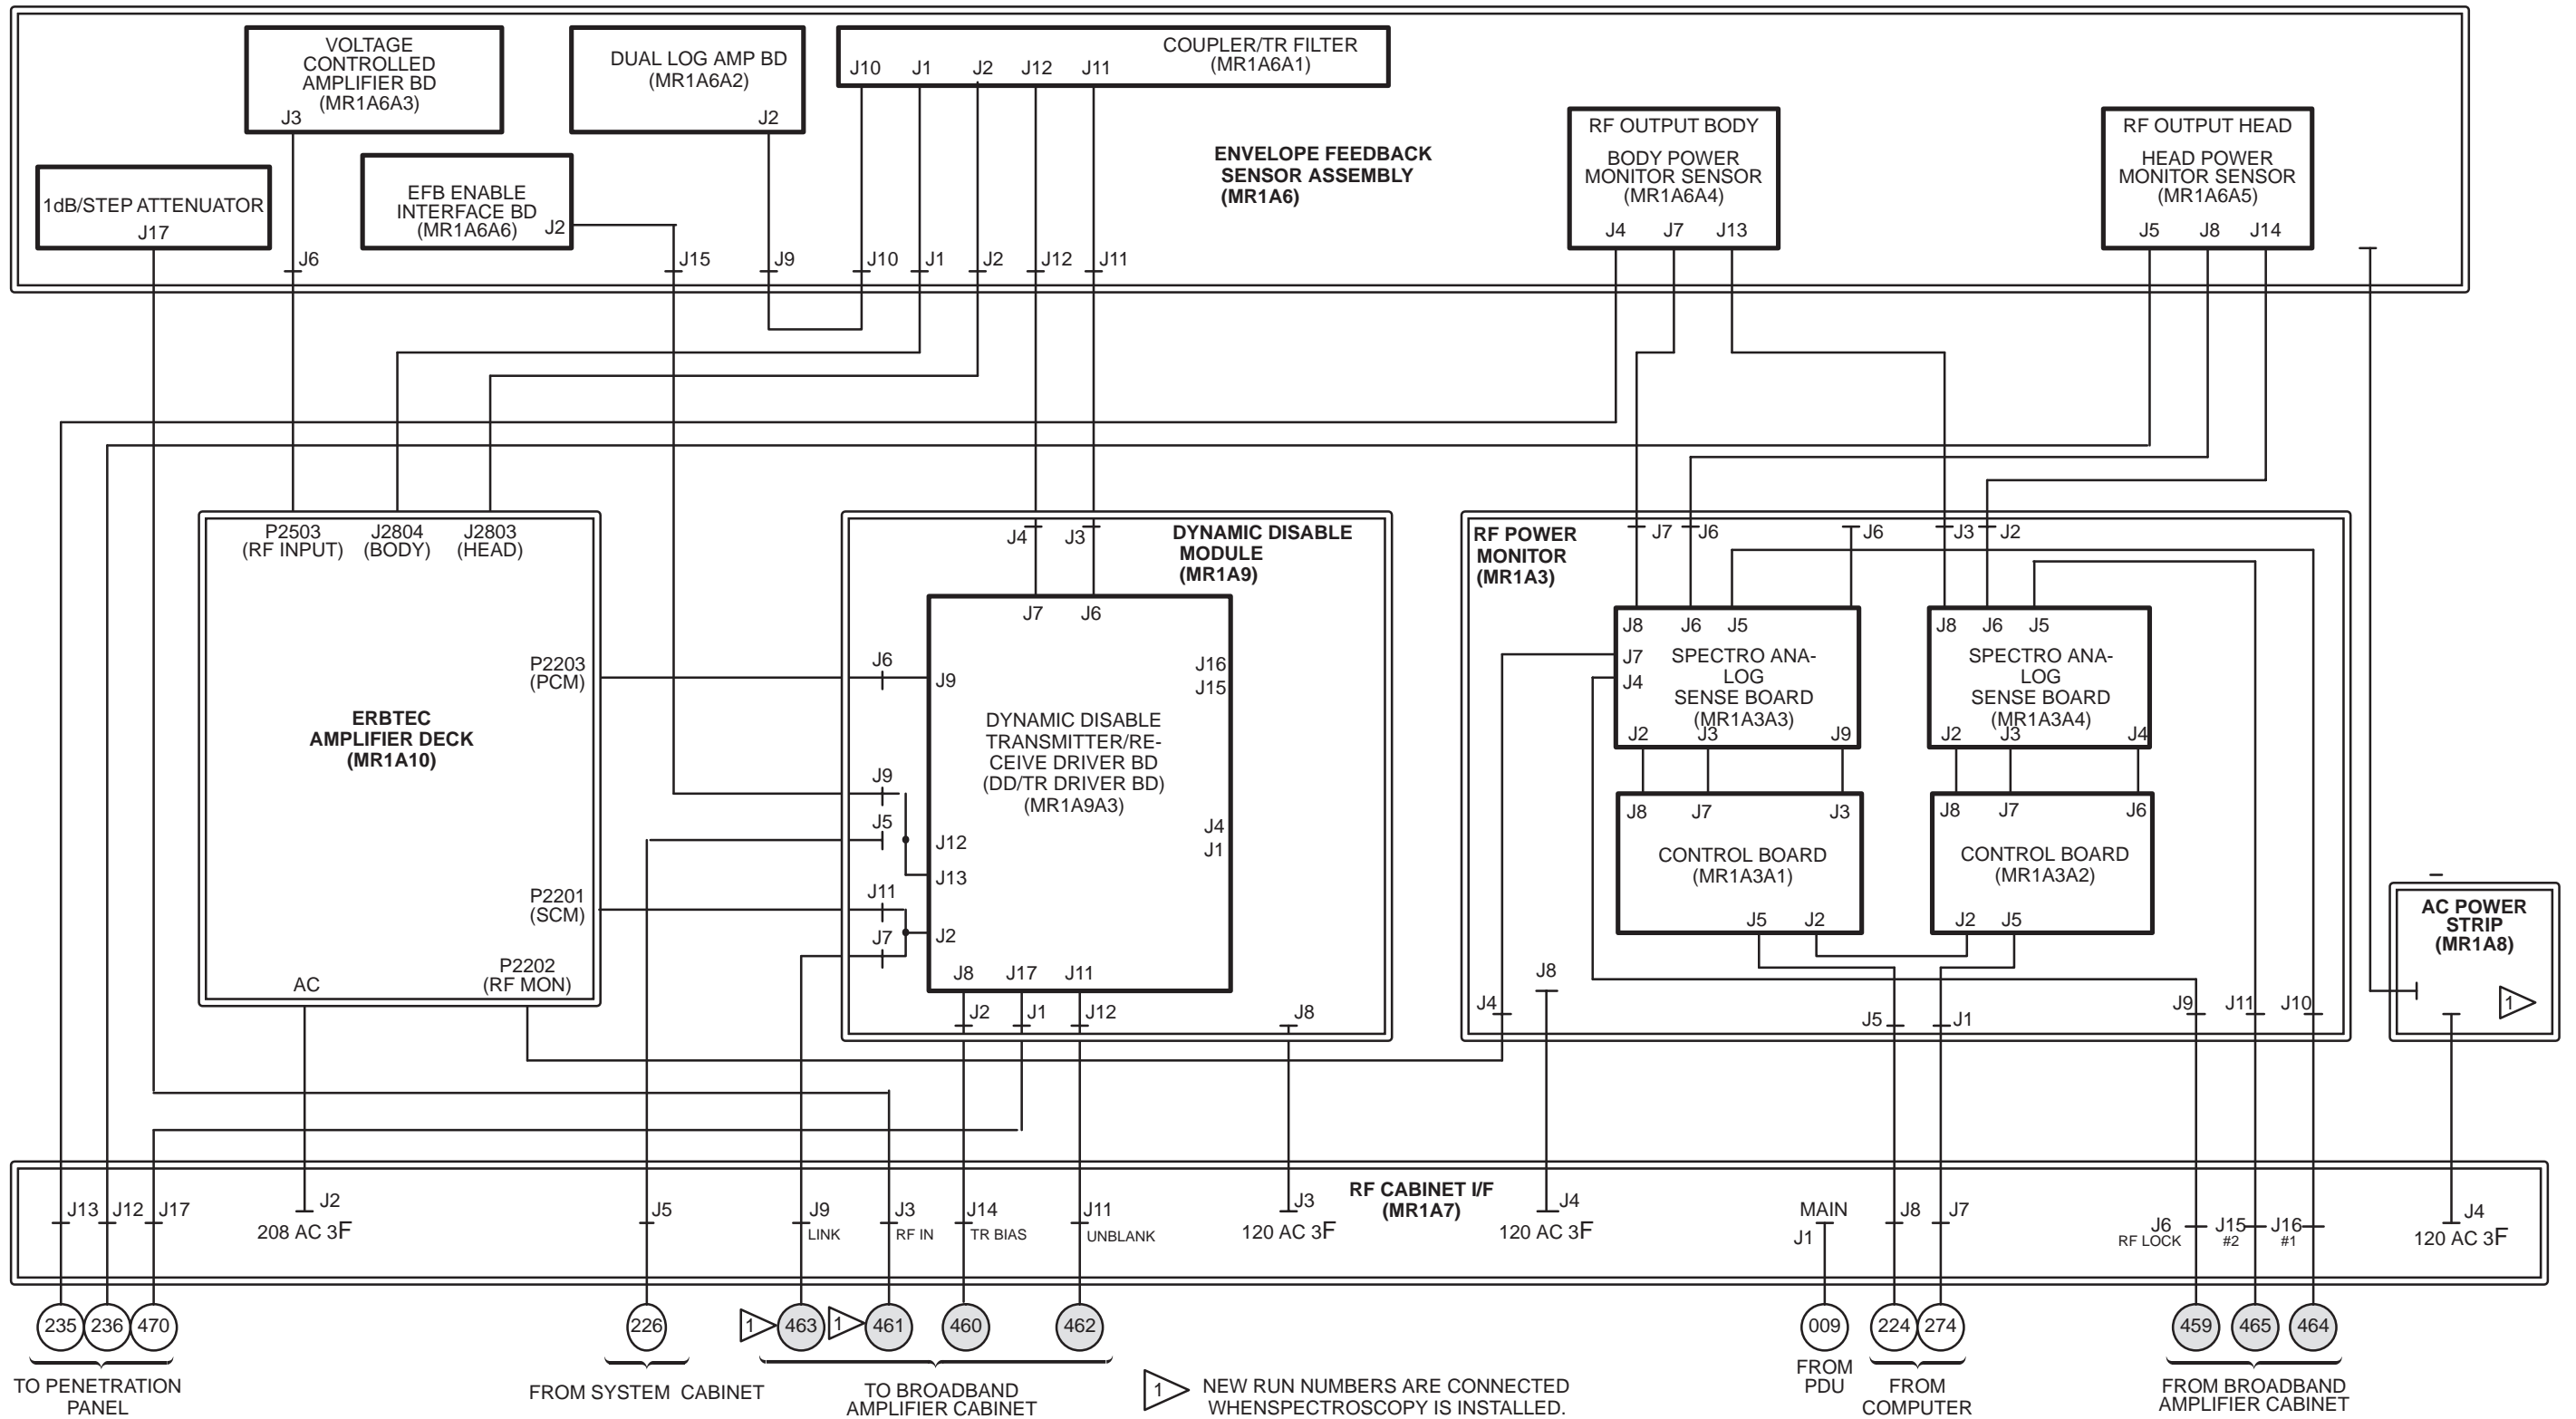 VOLTAGE
CONTROLLED
AMPLIFIER BD
(MR1A6A3)
J3
DUAL LOG AMP BD
(MR1A6A2)
J2
COUPLER/TR FILTER
(MR1A6A1)
J10 J1 J2 J12 J11
1dB/STEP ATTENUATOR
J17
EFB ENABLE
INTERFACE BD
(MR1A6A6)
J2
ENVELOPE FEEDBACK
SENSOR ASSEMBLY
(MR1A6)
RF OUTPUT BODY
BODY POWER
MONITOR SENSOR
(MR1A6A4)
J4 J7 J13
RF OUTPUT HEAD
HEAD POWER
MONITOR SENSOR
(MR1A6A5)
J5 J8 J14
J6 J15 J9 J10 J1 J2 J12 J11
P2503
(RF INPUT)
J2804
(BODY)
J2803
(HEAD)
P2203
(PCM)
ERBTEC
AMPLIFIER DECK
(MR1A10)
P2201
(SCM)
P2202
(RF MON)
AC
J4 J3
DYNAMIC DISABLE
MODULE
(MR1A9)
J7 J6
J6
J9
J16
J15
DYNAMIC DISABLE
TRANSMITTER/RE-
CEIVE DRIVER BD
(DD/TR DRIVER BD)
(MR1A9A3)
J9
J5
J12
J13
J4
J1
J11
J7
J2
J8 J17 J11
J2 J1 J12
J8
RF POWER
MONITOR
(MR1A3)
J7 J6 J6 J3 J2
J8 J6 J5
J7
J4
SPECTRO ANA-
LOG
SENSE BOARD
(MR1A3A3)
J2 J3 J9
J8 J6 J5
SPECTRO ANA-
LOG
SENSE BOARD
(MR1A3A4)
J2 J3 J4
J8 J7 J3
CONTROL BOARD
(MR1A3A1)
J5 J2
J8 J7 J6
CONTROL BOARD
(MR1A3A2)
J2 J5
J8
J4
J5 J1
J9 J11 J10
AC POWER
STRIP
(MR1A8)
1
RF CABINET I/F
(MR1A7)
J13 J12 J17
J2
208 AC 3F
J5
J9
LINK
J3
RF IN
J14
TR BIAS
J11
UNBLANK
J3
120 AC 3F
J4
120 AC 3F
MAIN
J1
J8 J7
J6
RF LOCK
J15
#2
J16
#1
J4
120 AC 3F
235 236 470
226
1 463 1 461 460 462
009
224 274
459 465 464
TO PENETRATION
PANEL
FROM SYSTEM CABINET
TO BROADBAND
AMPLIFIER CABINET
1 NEW RUN NUMBERS ARE CONNECTED
WHENSPECTROSCOPY IS INSTALLED.
FROM
PDU
FROM
COMPUTER
FROM BROADBAND
AMPLIFIER CABINET